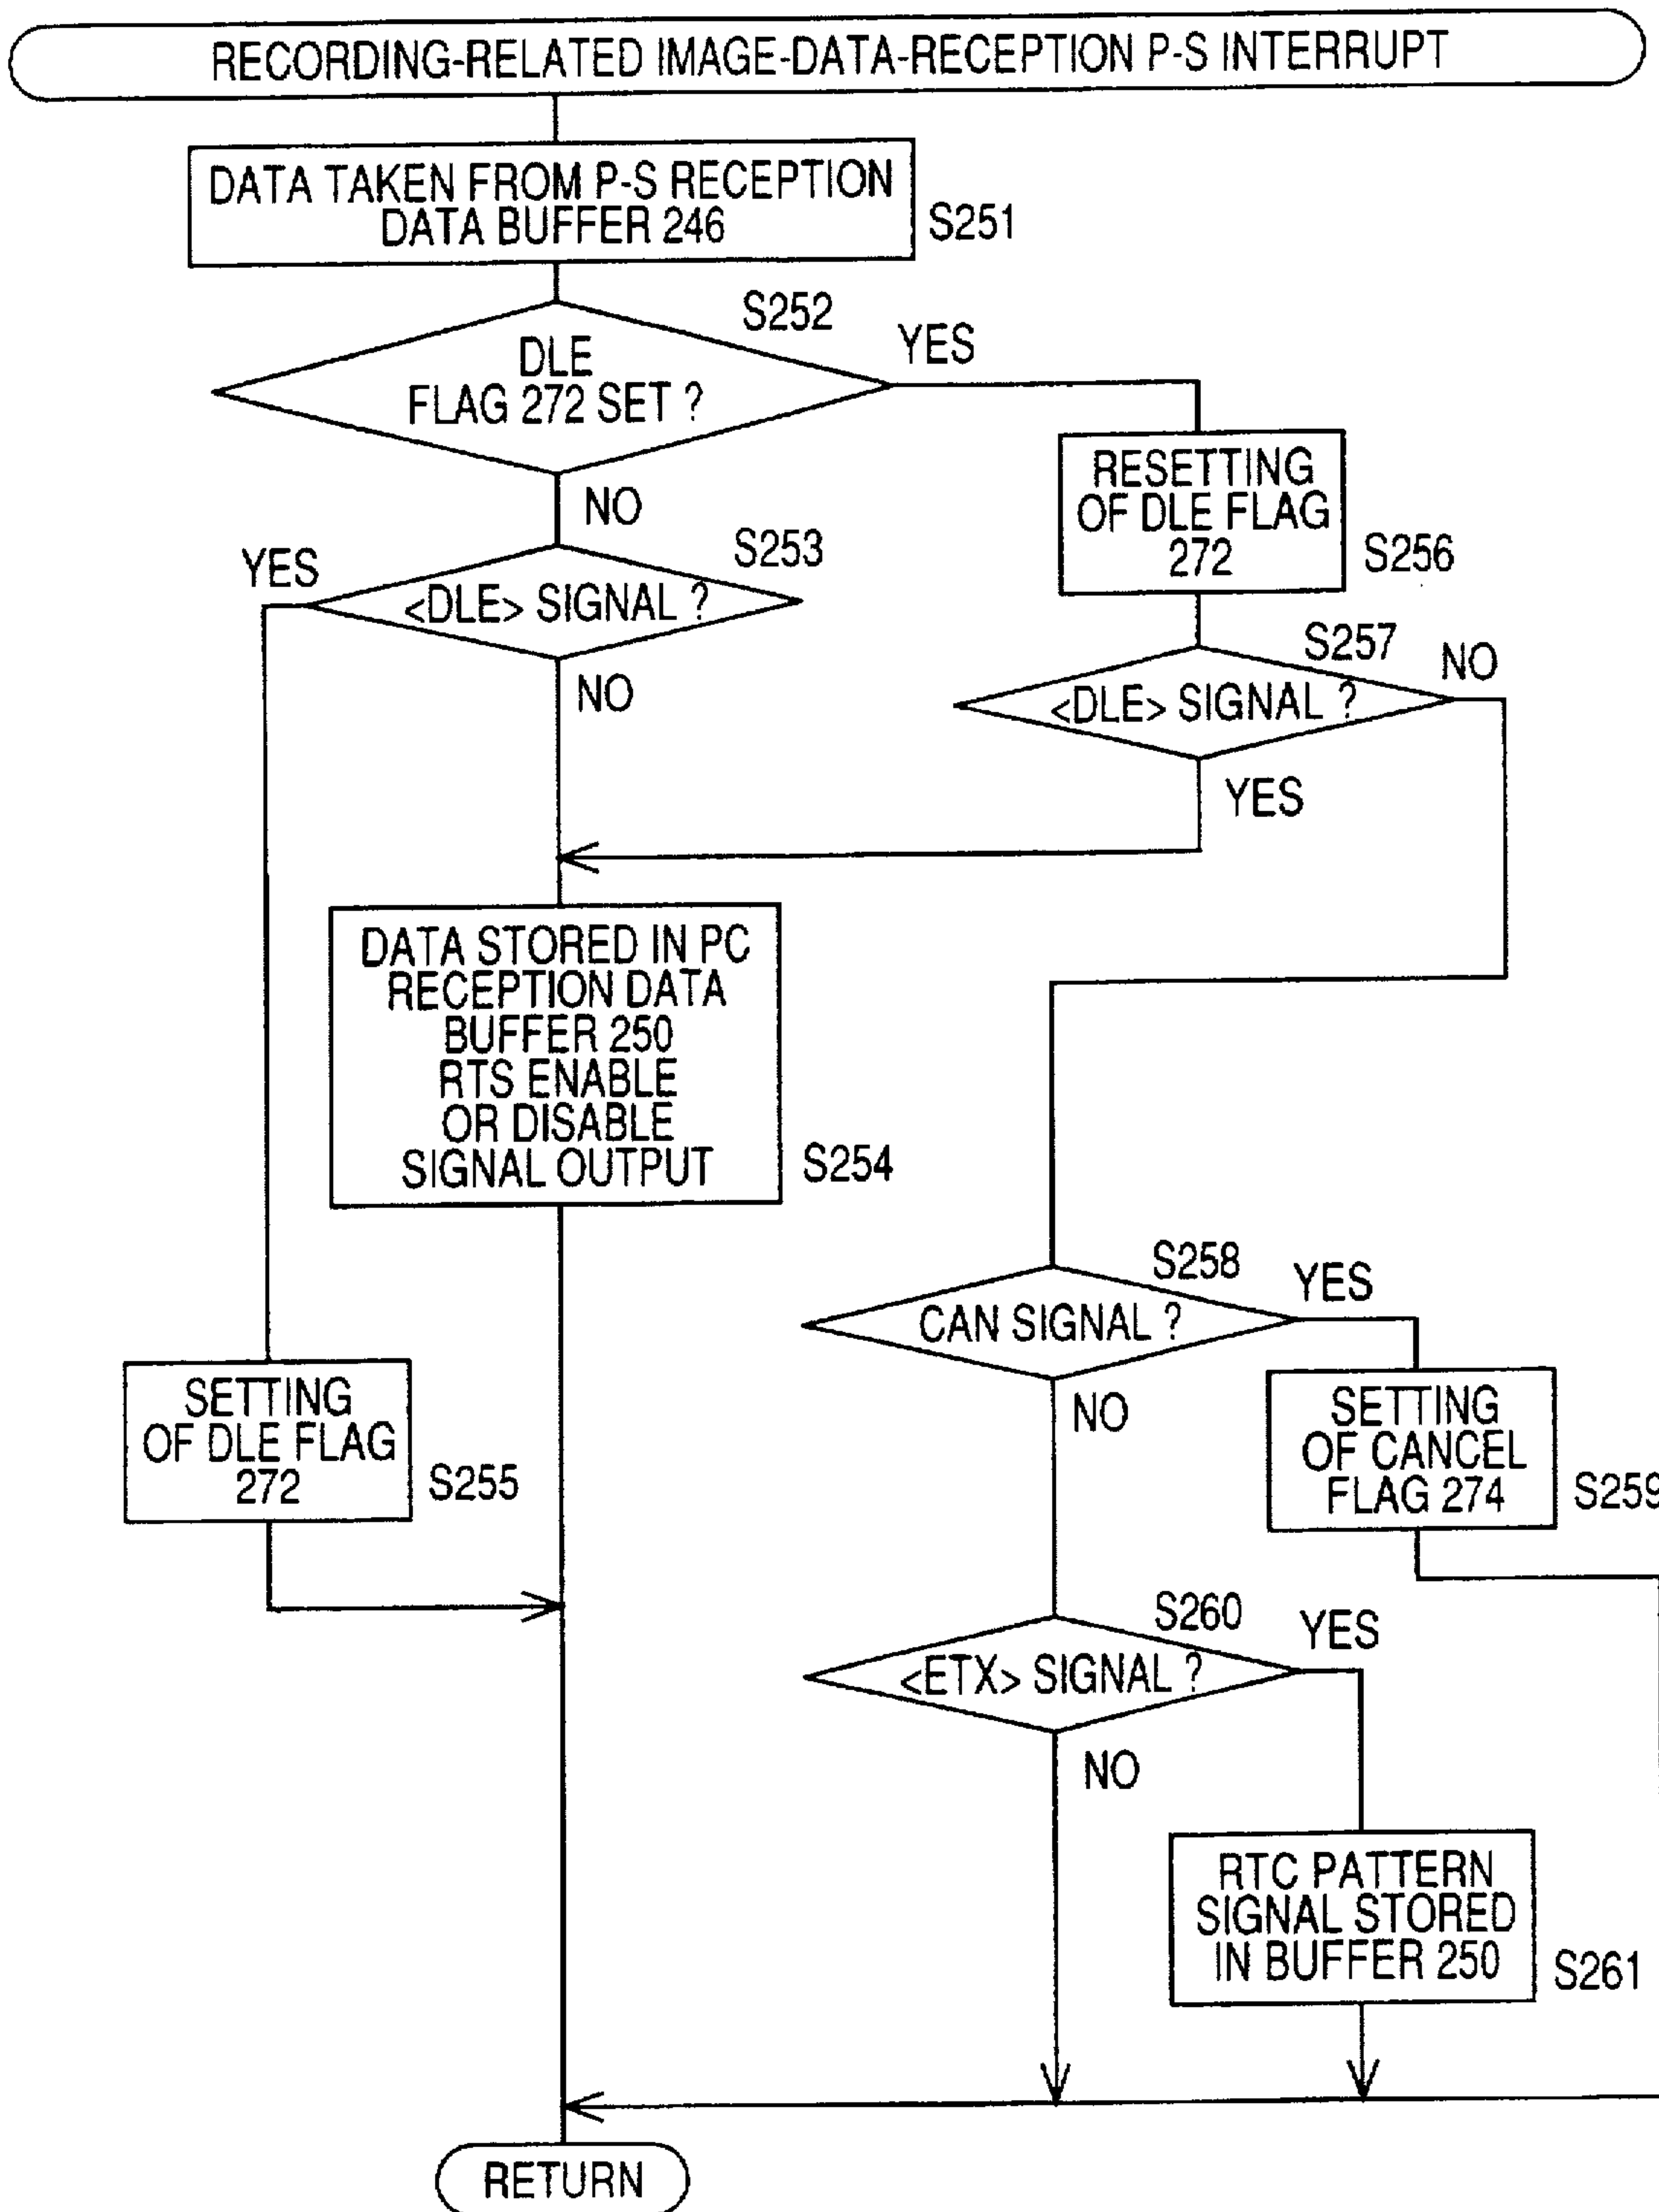 RECORDING-RELATED IMAGE-DATA-RECEPTION P-S INTERRUPT
DATA TAKEN FROM P-S RECEPTION
DATA BUFFER 246
S251
S252
DLE
FLAG 272 SET ?
YES
NO
RESETTING
OF DLE FLAG
272
S256
S253
YES
<DLE> SIGNAL ?
NO
S257
NO
<DLE> SIGNAL ?
YES
DATA STORED IN PC
RECEPTION DATA
BUFFER 250
RTS ENABLE
OR DISABLE
SIGNAL OUTPUT
S254
S258
YES
CAN SIGNAL ?
NO
SETTING
OF DLE FLAG
272
S255
SETTING
OF CANCEL
FLAG 274
S259
S260
YES
<ETX> SIGNAL ?
NO
RTC PATTERN
SIGNAL STORED
IN BUFFER 250
S261
RETURN